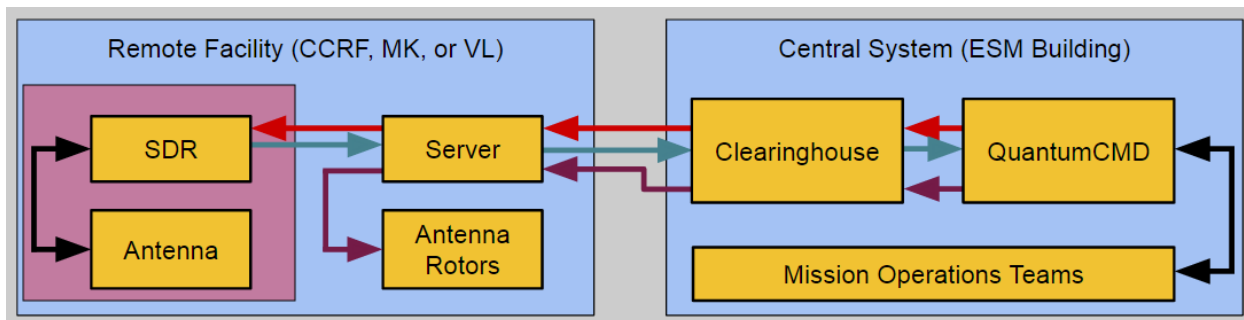 Remote Facility (CCRF, MK, or VL)
SDR
Server
Antenna
Antenna
Rotors
Central System (ESM Building)
Clearinghouse
QuantumCMD
Mission Operations Teams